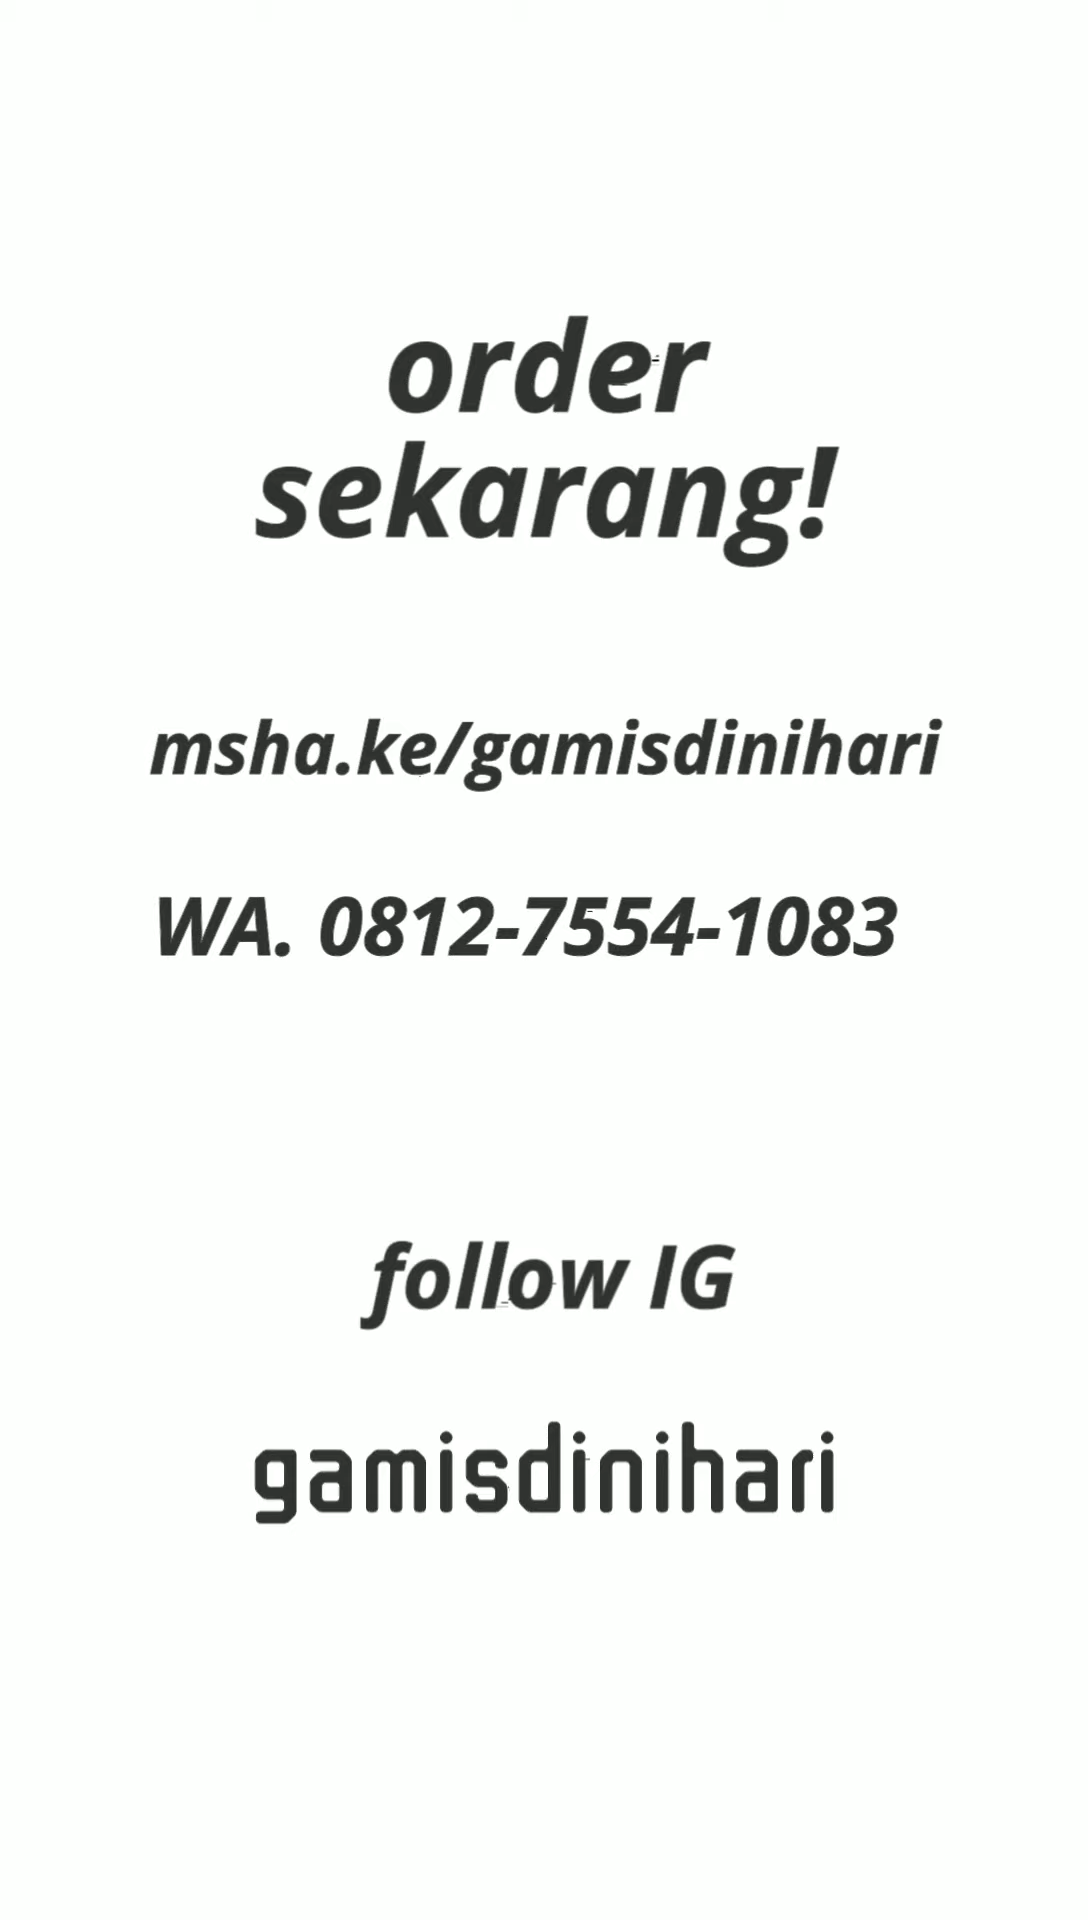 order
sekarang!
msha.ke/gamisdinihari
WA. 0812-7554-1083
follow IG
gamisdinihari